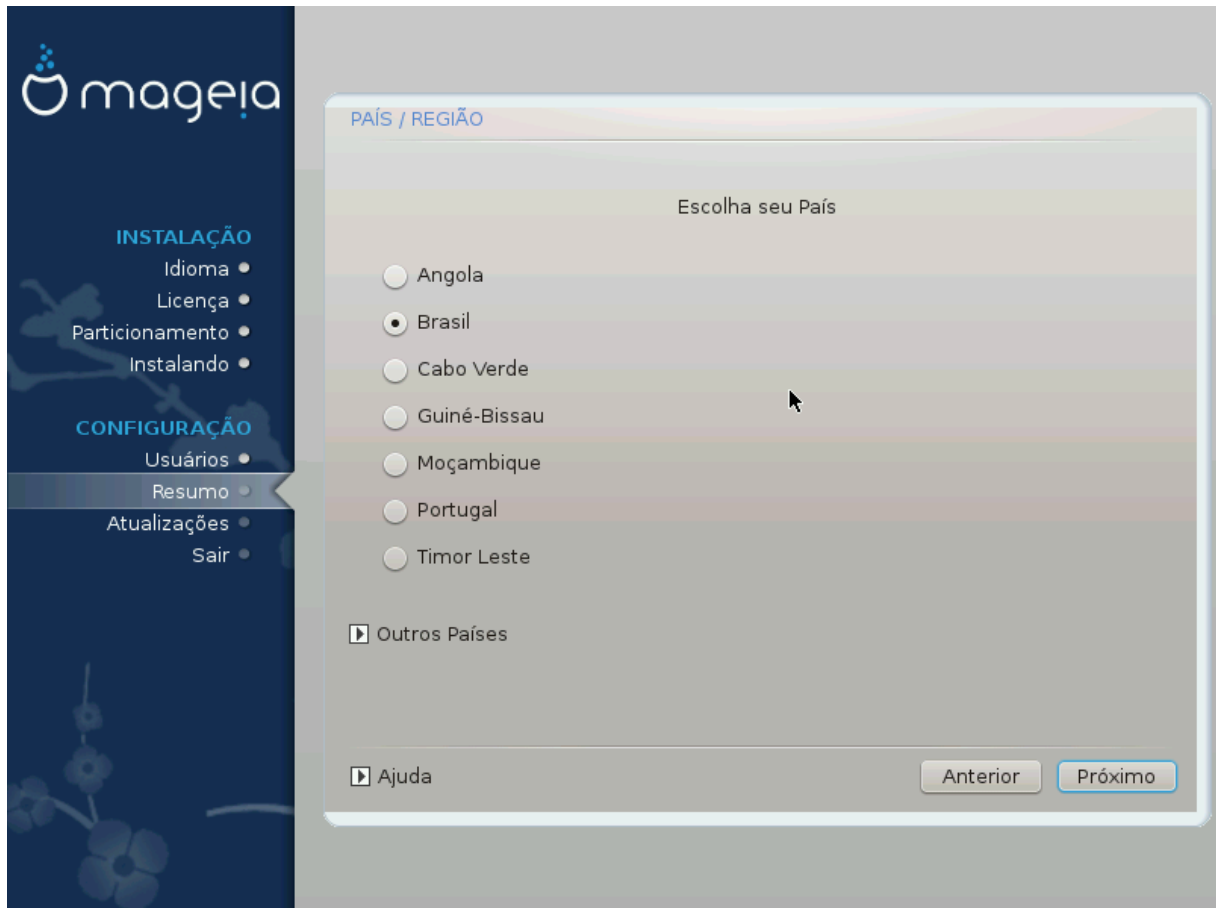 mageia
INSTALAÇÃO
Idioma
Licença
Particionamento
Instalando
CONFIGURAÇÃO
Usuários
Resumo
Atualizações
Sair
PAÍS / REGIÃO
Escolha seu País
Angola
Brasil
Cabo Verde
Guiné-Bissau
Moçambique
Portugal
Timor Leste
Outros Países
Ajuda
Anterior
Próximo